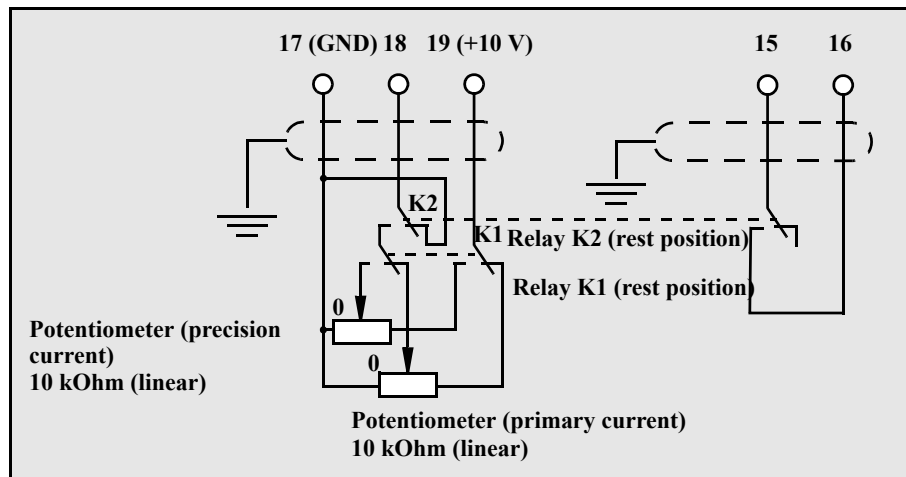 17 (GND) 18 19 (+10 V) 15 16
K2
K1
Relay K2 (rest position)
Relay K1 (rest position)
0
Potentiometer (precision
current)
10 kOhm (linear)
0
Potentiometer (primary current)
10 kOhm (linear)